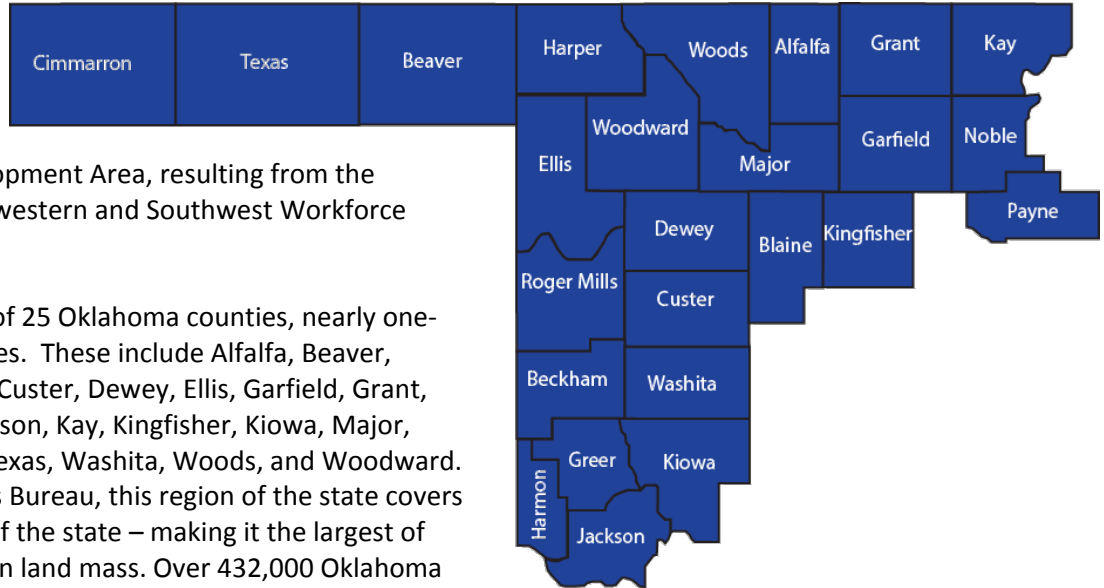 Cimmarron Texas Beaver Harper Woods Alfalfa Grant Kay
Woodward Ellis Major Garfield Noble
opment Area, resulting from the
western and Southwest Workforce
Payne
Dewey Blaine Kingfisher
Roger Mills Custer
of 25 Oklahoma counties, nearly one-
es. These include Alfalfa, Beaver,
Custer, Dewey, Ellis, Garfield, Grant,
son, Kay, Kingfisher, Kiowa, Major,
exas, Washita, Woods, and Woodward.
s Bureau, this region of the state covers
of the state – making it the largest of
n land mass. Over 432,000 Oklahoma
Beckham Washita
Harmon Greer Kiowa
Jackson